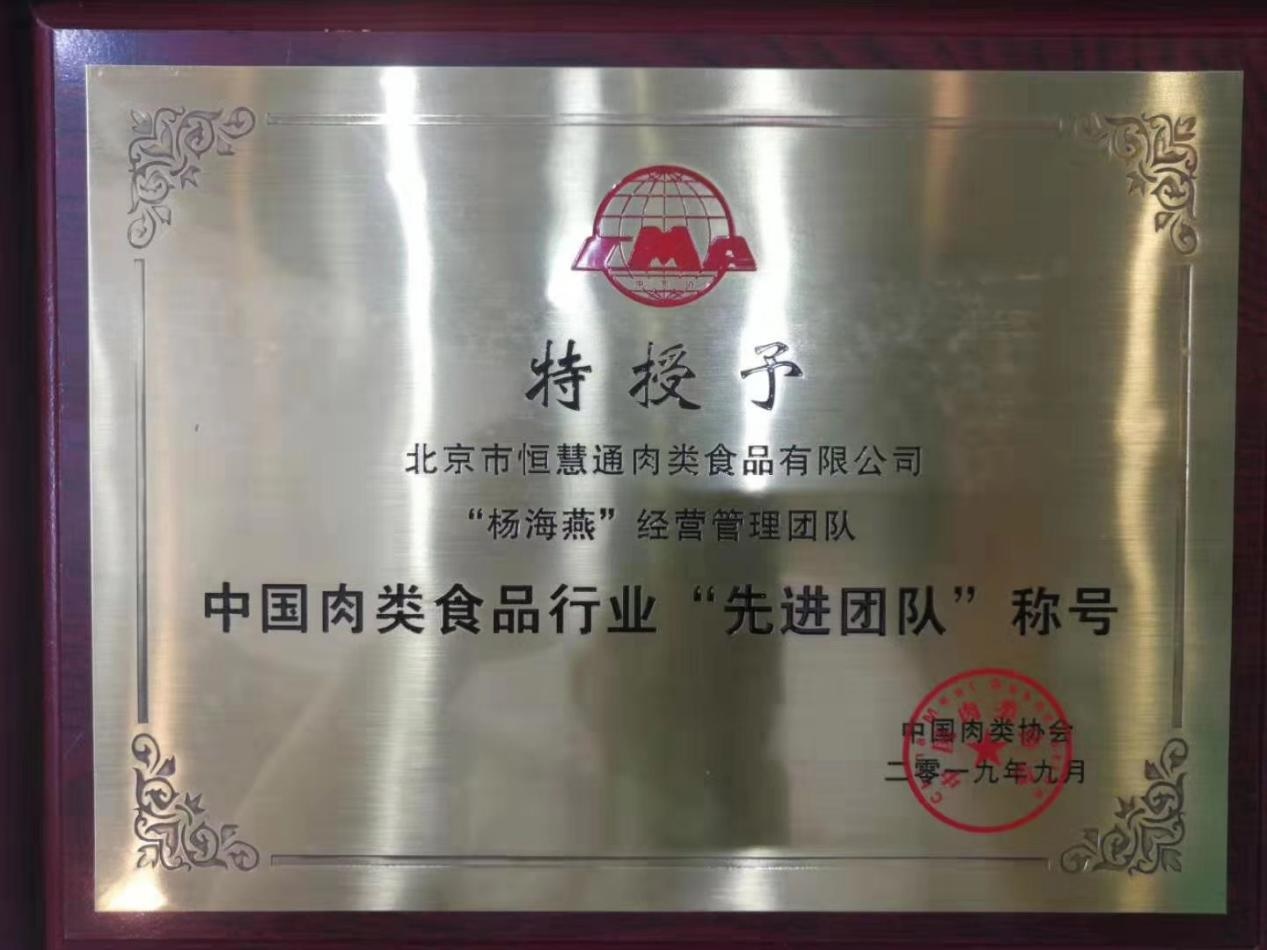 CMA
特授予
北京市恒慧通肉类食品有限公司
“杨海燕”经营管理团队
中国肉类食品行业“先进团队”称号
中国肉类协会
二零一九年九月